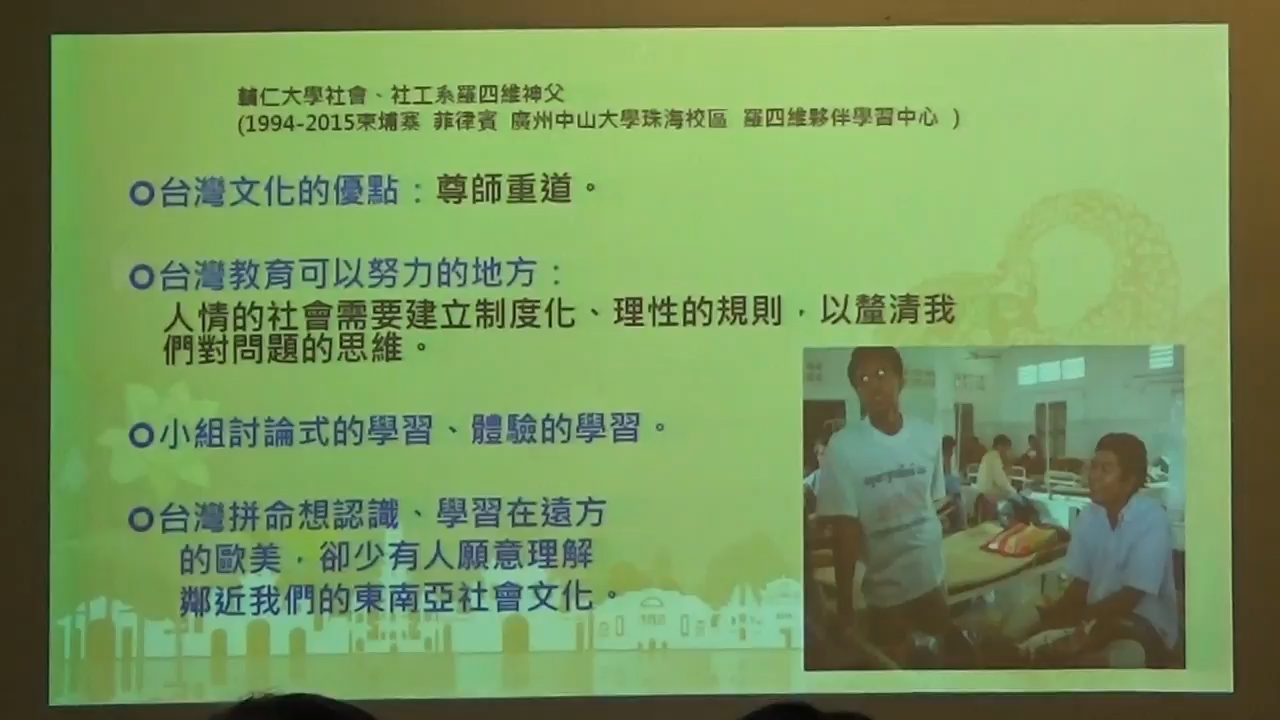 輔仁大學社會、社工系羅四維神父
(1994-2015柬埔寨 菲律賓 廣州中山大學珠海校區 羅四維夥伴學習中心 )
台灣文化的優點：尊師重道。
台灣教育可以努力的地方：
人情的社會需要建立制度化、理性的規則，以釐清我
們對問題的思維。
小組討論式的學習、體驗的學習。
台灣拼命想認識、學習在遠方
的歐美，卻少有人願意理解
鄰近我們的東南亞社會文化。